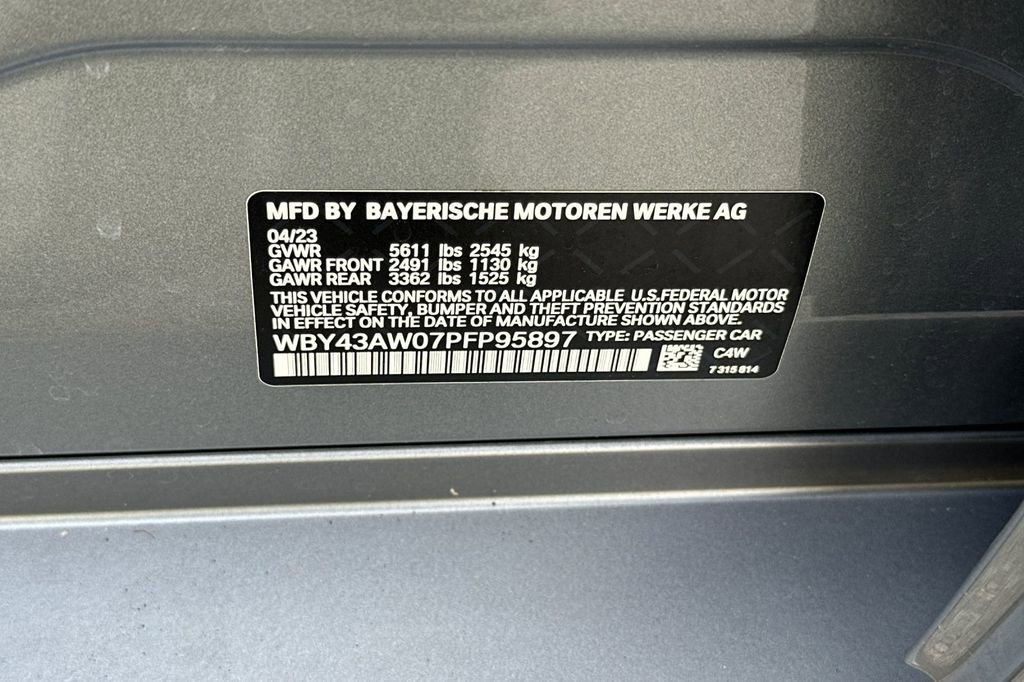 MFD BY BAYERISCHE MOTOREN WERKE AG
04/23
GVWR 5611 lbs 2545 kg
GAWR FRONT 2491 lbs 1130 kg
GAWR REAR 3362 lbs 1525 kg
THIS VEHICLE CONFORMS TO ALL APPLICABLE U.S.FEDERAL MOTOR
VEHICLE SAFETY, BUMPER AND THEFT PREVENTION STANDARDS
IN EFFECT ON THE DATE OF MANUFACTURE SHOWN ABOVE.
WBY43AW07PFP95897 TYPE: PASSENGER CAR
C4W
7 315 814